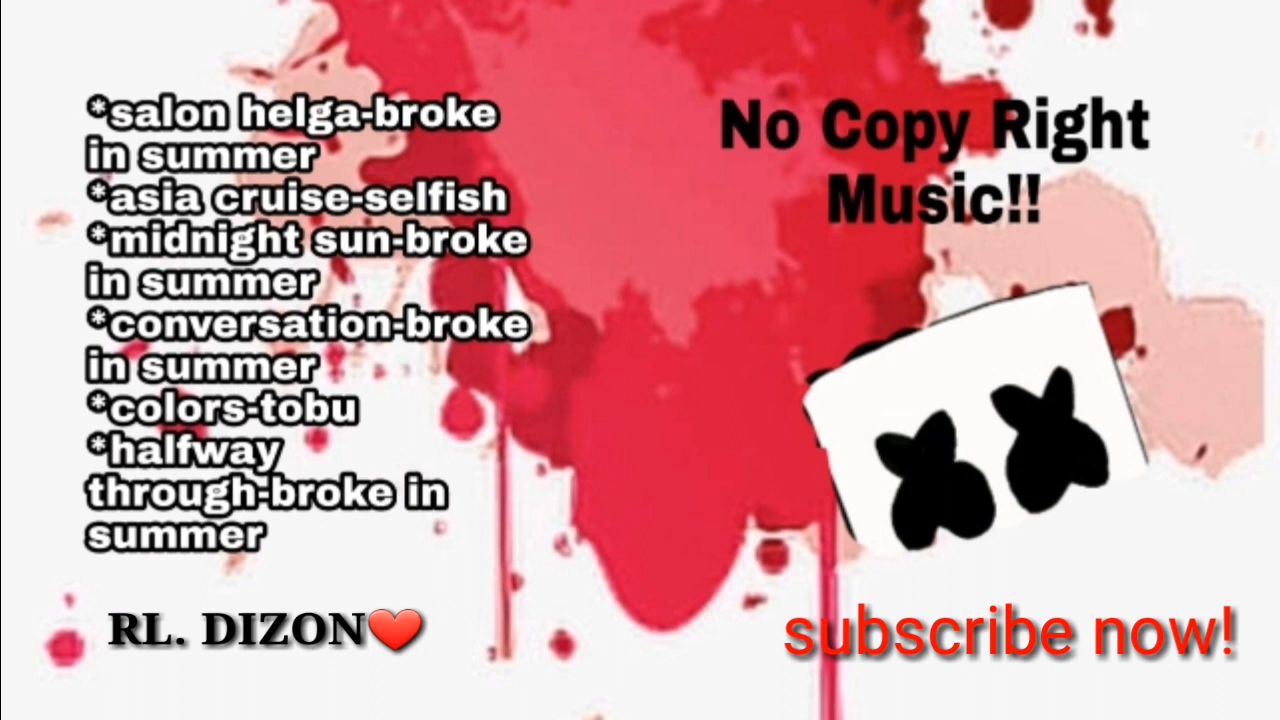 *salon helga-broke
in summer
*asia cruise-selfish
*midnight sun-broke
in summer
*conversation-broke
in summer
*colors-tobu
*halfway
through-broke in
summer
No Copy Right
Music!!
RL. DIZON❤️
subscribe now!